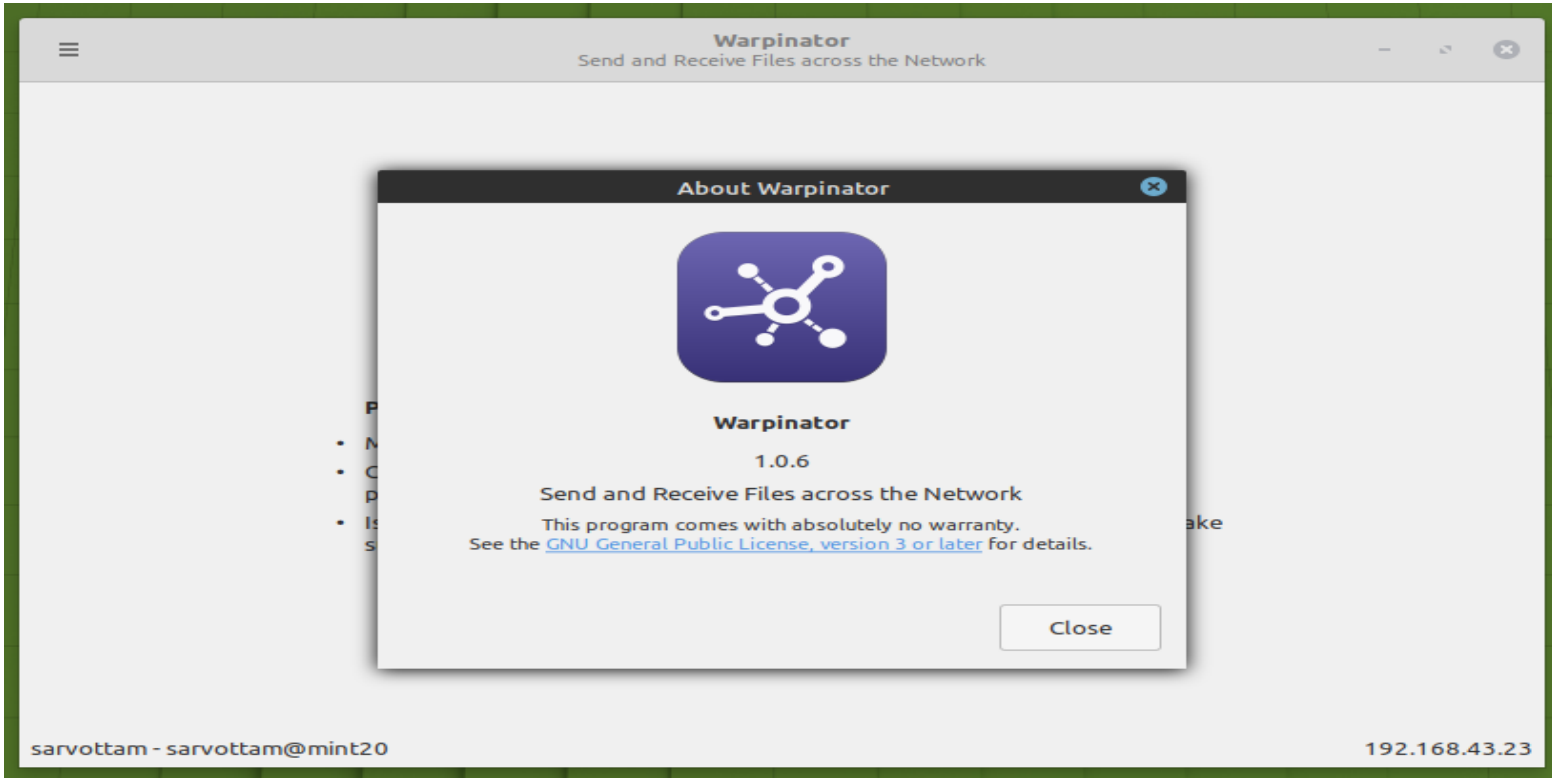 Warpinator
Send and Receive Files across the Network
About Warpinator
Warpinator
1.0.6
Send and Receive Files across the Network
This program comes with absolutely no warranty.
See the GNU General Public License, version 3 or later for details.
Close
sarvottam - sarvottam@mint20
192.168.43.23